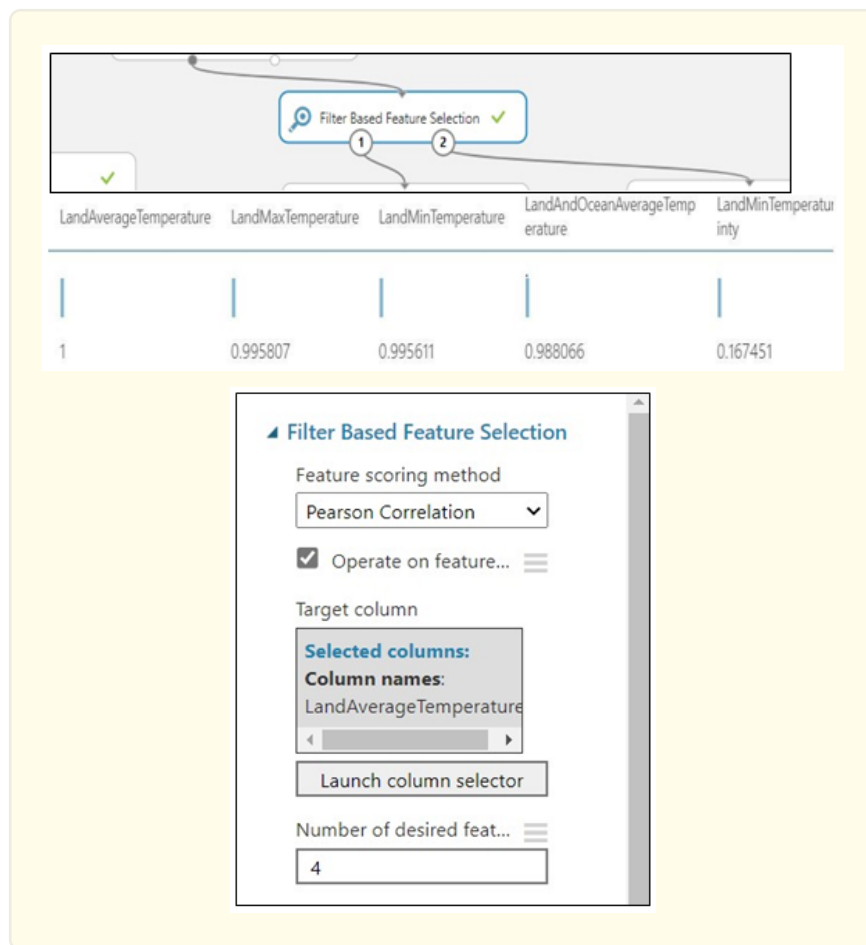 Filter Based Feature Selection
1 2
LandAverageTemperature LandMaxTemperature LandMinTemperature LandAndOceanAverageTemp LandMinTemperatur
erature inty
1 0.995807 0.995611 0.988066 0.167451
Filter Based Feature Selection
Feature scoring method
Pearson Correlation
Operate on feature...
Target column
Selected columns:
Column names:
LandAverageTemperature
Launch column selector
Number of desired feat...
4